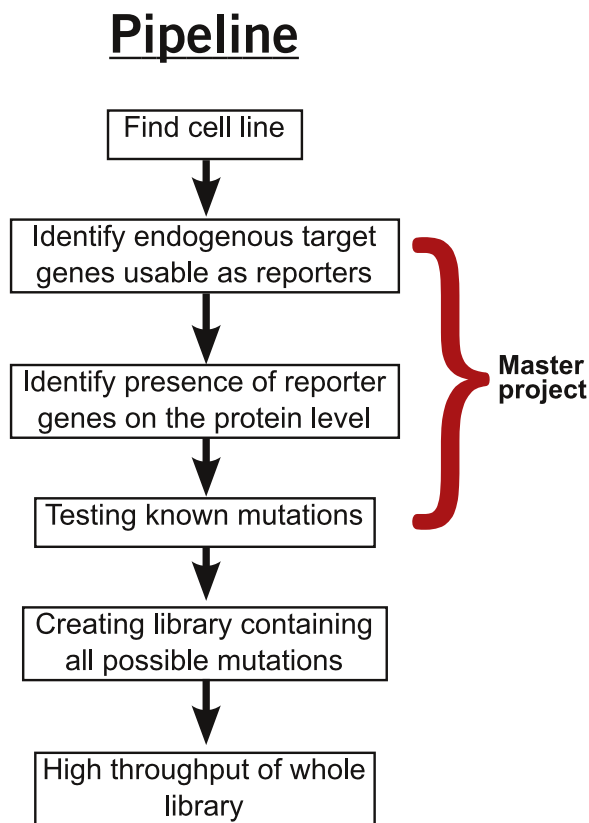 Pipeline
Find cell line
Identify endogenous target
genes usable as reporters
Identify presence of reporter
genes on the protein level
Master
project
Testing known mutations
Creating library containing
all possible mutations
High throughput of whole
library